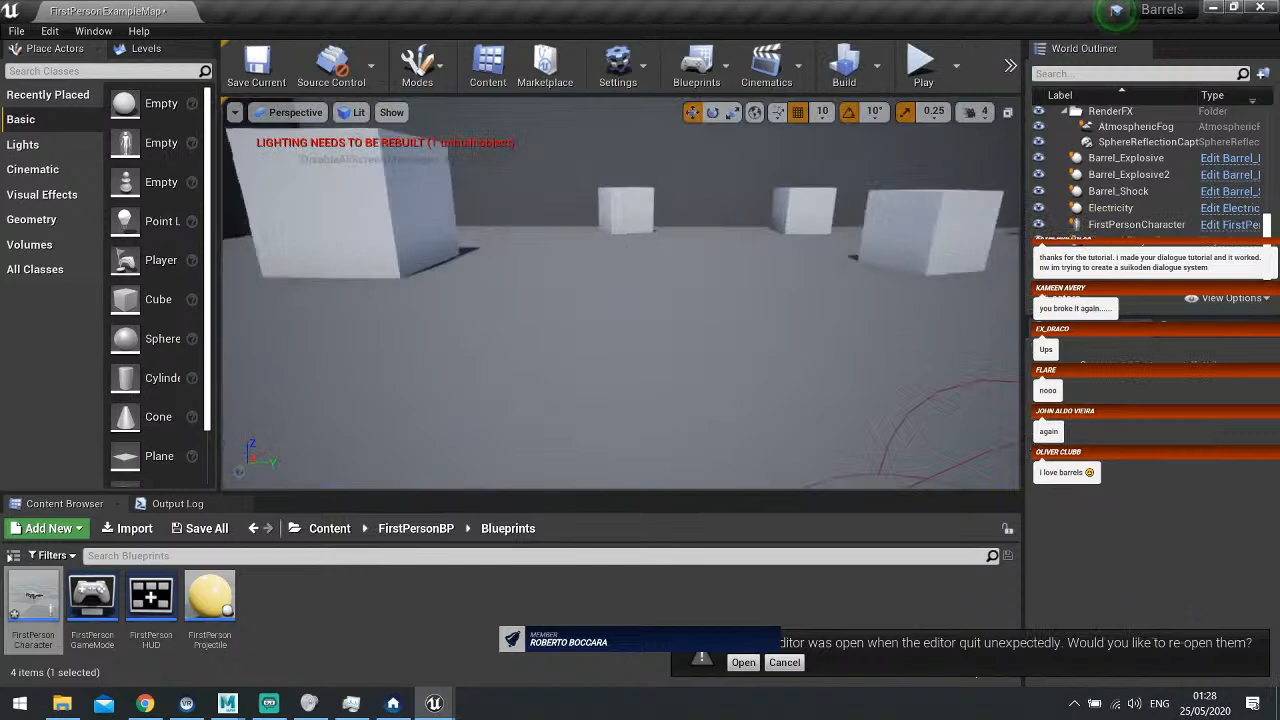 FirstPersonExampleMap*
Barrels
File Edit Window Help
Place Actors Levels
Search Classes
Recently Placed
Basic
Lights
Cinematic
Visual Effects
Geometry
Volumes
All Classes
Empty
Empty
Empty
Point L
Player
Cube
Sphere
Cylinde
Cone
Plane
Save Current Source Control Modes Content Marketplace Settings Blueprints Cinematics Build Play
Perspective Lit Show
10 10° 0.25 4
LIGHTING NEEDS TO BE REBUILT (1 unbuilt object)
Z
Y
World Outliner
Search...
Label Type
RenderFX Folder
AtmosphericFog AtmosphericF
SphereReflectionCapt SphereReflec
Barrel_Explosive Edit Barrel_
Barrel_Explosive2 Edit Barrel_
Barrel_Shock Edit Barrel_
Electricity Edit Electric
FirstPersonCharacter Edit FirstPe
thanks for the tutorial. i made your dialogue tutorial and it worked.
nw im trying to create a suikoden dialogue system
KAMEEN AVERY
View Options
you broke it again......
EX_DRACO
Ups
FLARE
nooo
JOHN ALDO VIEIRA
again
OLIVER CLUBB
i love barrels
Content Browser Output Log
Add New Import Save All Content FirstPersonBP Blueprints
Filters Search Blueprints
FirstPerson
Character
FirstPerson
GameMode
FirstPerson
HUD
FirstPerson
Projectile
4 items (1 selected)
MEMBER
ROBERTO BOCCARA
ditor was open when the editor quit unexpectedly. Would you like to re-open them?
Open Cancel
ENG
01:28
25/05/2020